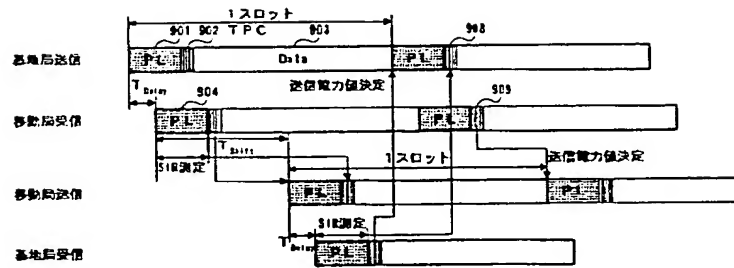 1スロット
901 902 TPC 903 908
基地局送信 PL Data PL
TDelay 904 送信電力値決定 909
移動局受信 PL PL
TShift
SIR測定 1スロット 送信電力値決定
移動局送信 PL PL
TDelay SIR測定
基地局受信 PL